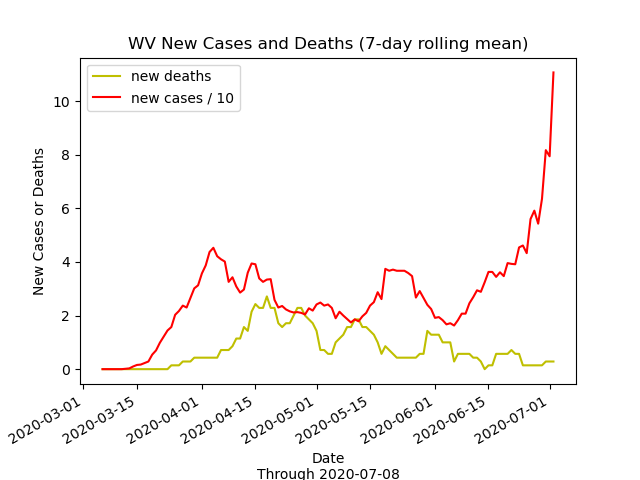 WV New Cases and Deaths (7-day rolling mean)
new deaths
new cases / 10
New Cases or Deaths
10
8
6
4
2
0
2020-03-01
2020-03-15
2020-04-01
2020-04-15
2020-05-01
2020-05-15
2020-06-01
2020-06-15
2020-07-01
Date
Through 2020-07-08